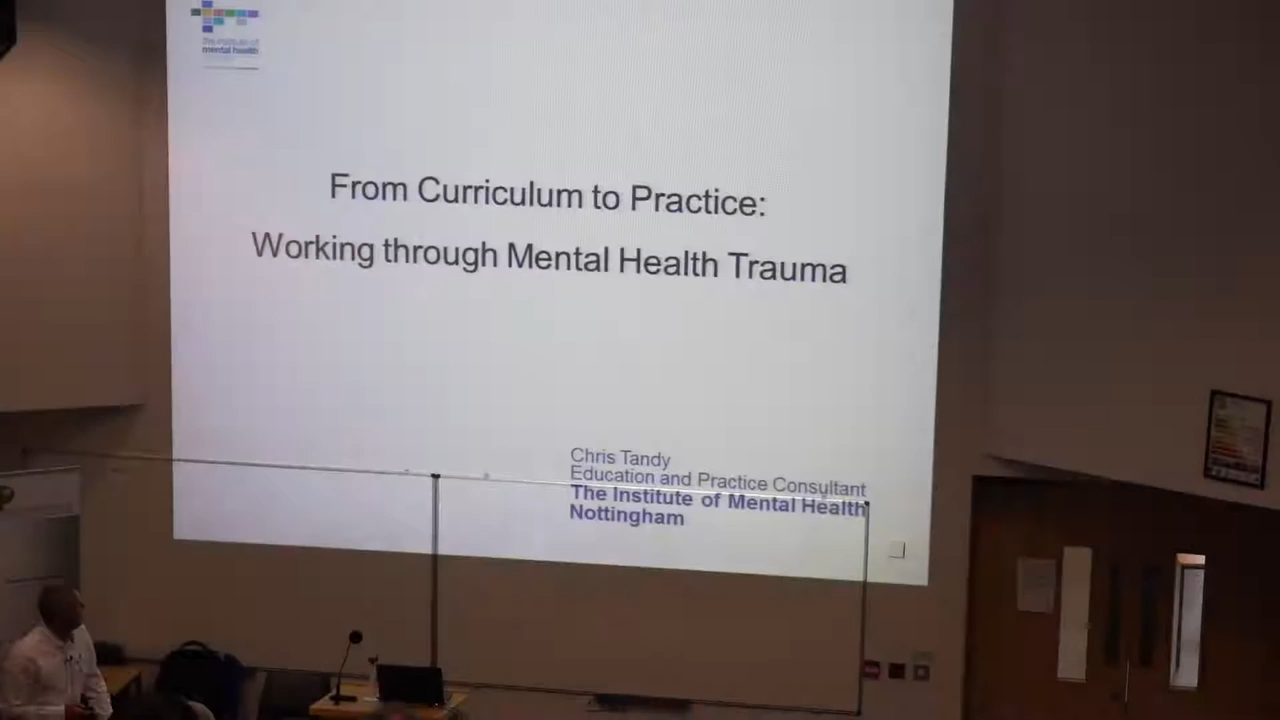 the institute of
mental health
From Curriculum to Practice:
Working through Mental Health Trauma
Chris Tandy
Education and Practice Consultant
The Institute of Mental Health
Nottingham